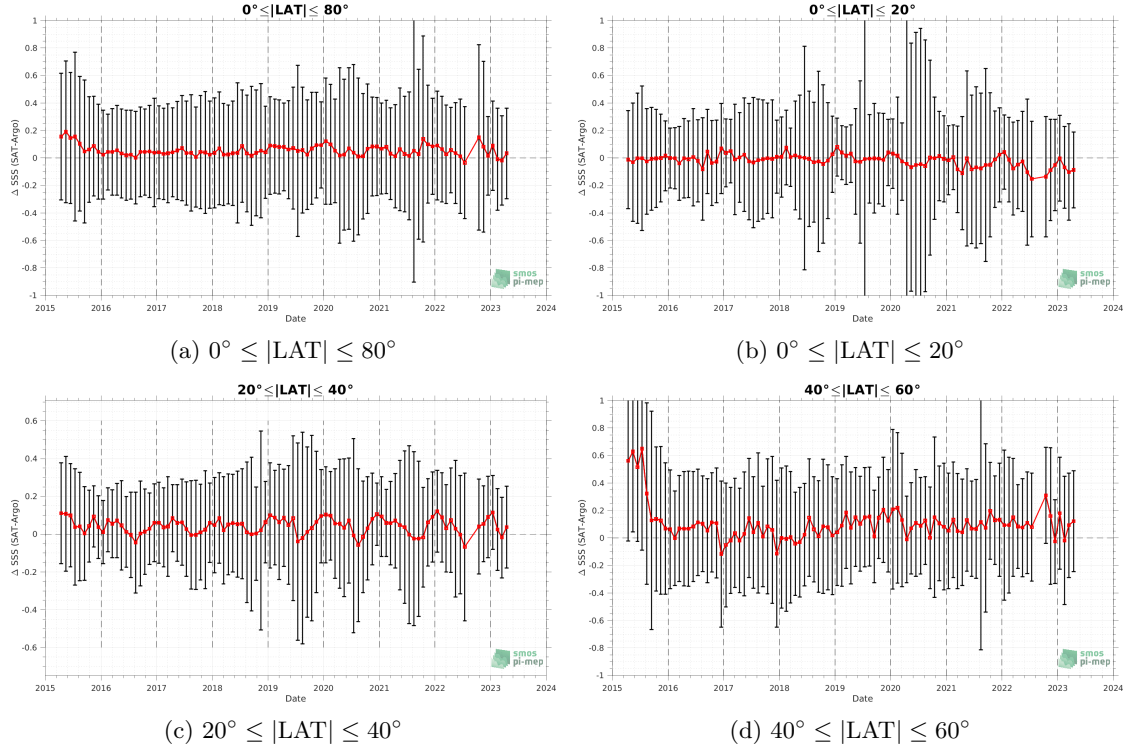 0°≤|LAT|≤ 80°
1
0.8
0.6
0.4
0.2
0
-0.2
-0.4
-0.6
-0.8
-1
Δ SSS (SAT-Argo)
2015 2016 2017 2018 2019 2020 2021 2022 2023 2024
Date
smos
pi-mep
(a) 0° ≤ |LAT| ≤ 80°
0°≤|LAT|≤ 20°
1
0.8
0.6
0.4
0.2
0
-0.2
-0.4
-0.6
-0.8
-1
Δ SSS (SAT-Argo)
2015 2016 2017 2018 2019 2020 2021 2022 2023 2024
Date
smos
pi-mep
(b) 0° ≤ |LAT| ≤ 20°
20°≤|LAT|≤ 40°
0.6
0.4
0.2
0
-0.2
-0.4
-0.6
Δ SSS (SAT-Argo)
2015 2016 2017 2018 2019 2020 2021 2022 2023 2024
Date
smos
pi-mep
(c) 20° ≤ |LAT| ≤ 40°
40°≤|LAT|≤ 60°
1
0.8
0.6
0.4
0.2
0
-0.2
-0.4
-0.6
-0.8
-1
Δ SSS (SAT-Argo)
2015 2016 2017 2018 2019 2020 2021 2022 2023 2024
Date
smos
pi-mep
(d) 40° ≤ |LAT| ≤ 60°